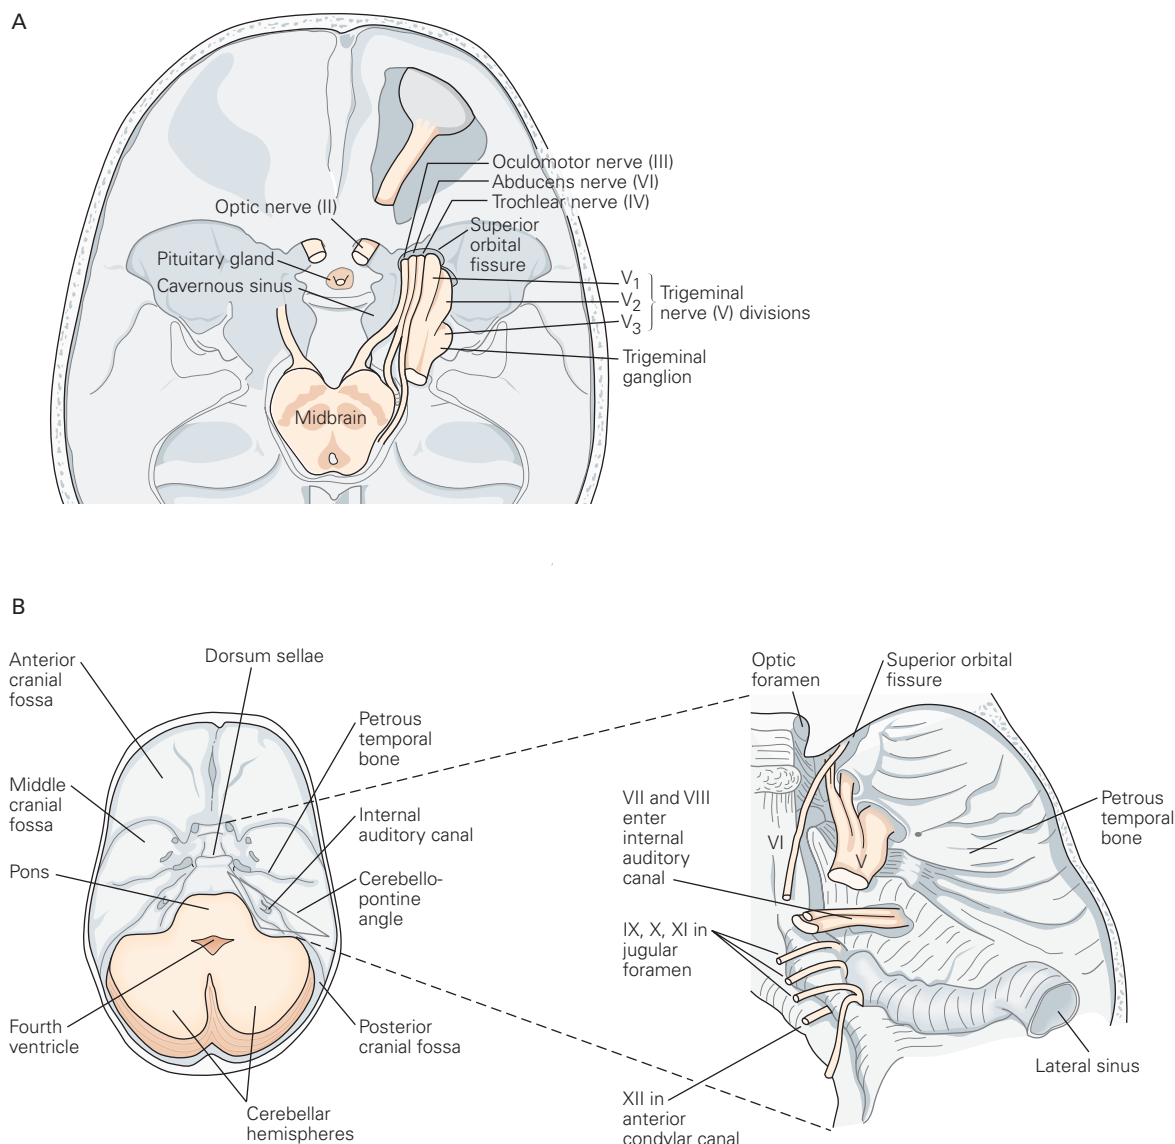 A
Oculomotor nerve (III)
Abducens nerve (VI)
Trochlear nerve (IV)
Optic nerve (II)
Superior
orbital
fissure
Pituitary gland
Cavernous sinus
V1
V2
V3
Trigeminal
nerve (V) divisions
Trigeminal
ganglion
Midbrain
B
Anterior
cranial
fossa
Dorsum sellae
Petrous
temporal
bone
Middle
cranial
fossa
Internal
auditory canal
Pons
Cerebello-
pontine
angle
Fourth
ventricle
Posterior
cranial fossa
Cerebellar
hemispheres
Optic
foramen
Superior orbital
fissure
VII and VIII
enter
internal
auditory
canal
VI
V
Petrous
temporal
bone
IX, X, XI in
jugular
foramen
Lateral sinus
XII in
anterior
condylar canal